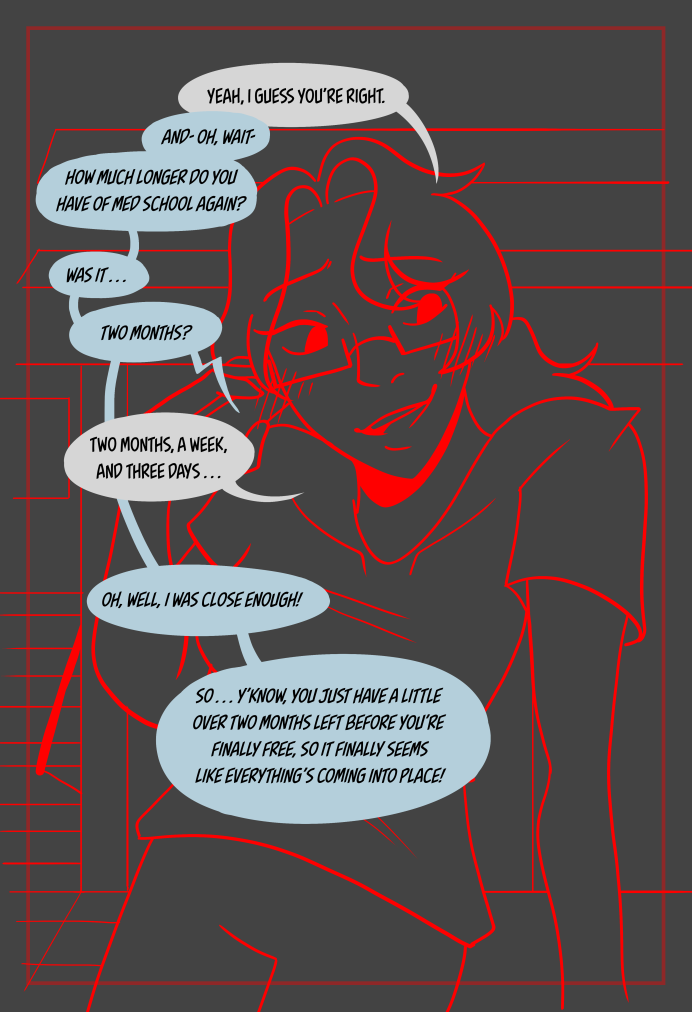 YEAH, I GUESS YOU'RE RIGHT.
AND- OH, WAIT-
HOW MUCH LONGER DO YOU
HAVE OF MED SCHOOL AGAIN?
WAS IT . . .
TWO MONTHS?
TWO MONTHS, A WEEK,
AND THREE DAYS . . .
OH, WELL, I WAS CLOSE ENOUGH!
SO . . . Y'KNOW, YOU JUST HAVE A LITTLE
OVER TWO MONTHS LEFT BEFORE YOU'RE
FINALLY FREE, SO IT FINALLY SEEMS
LIKE EVERYTHING'S COMING INTO PLACE!